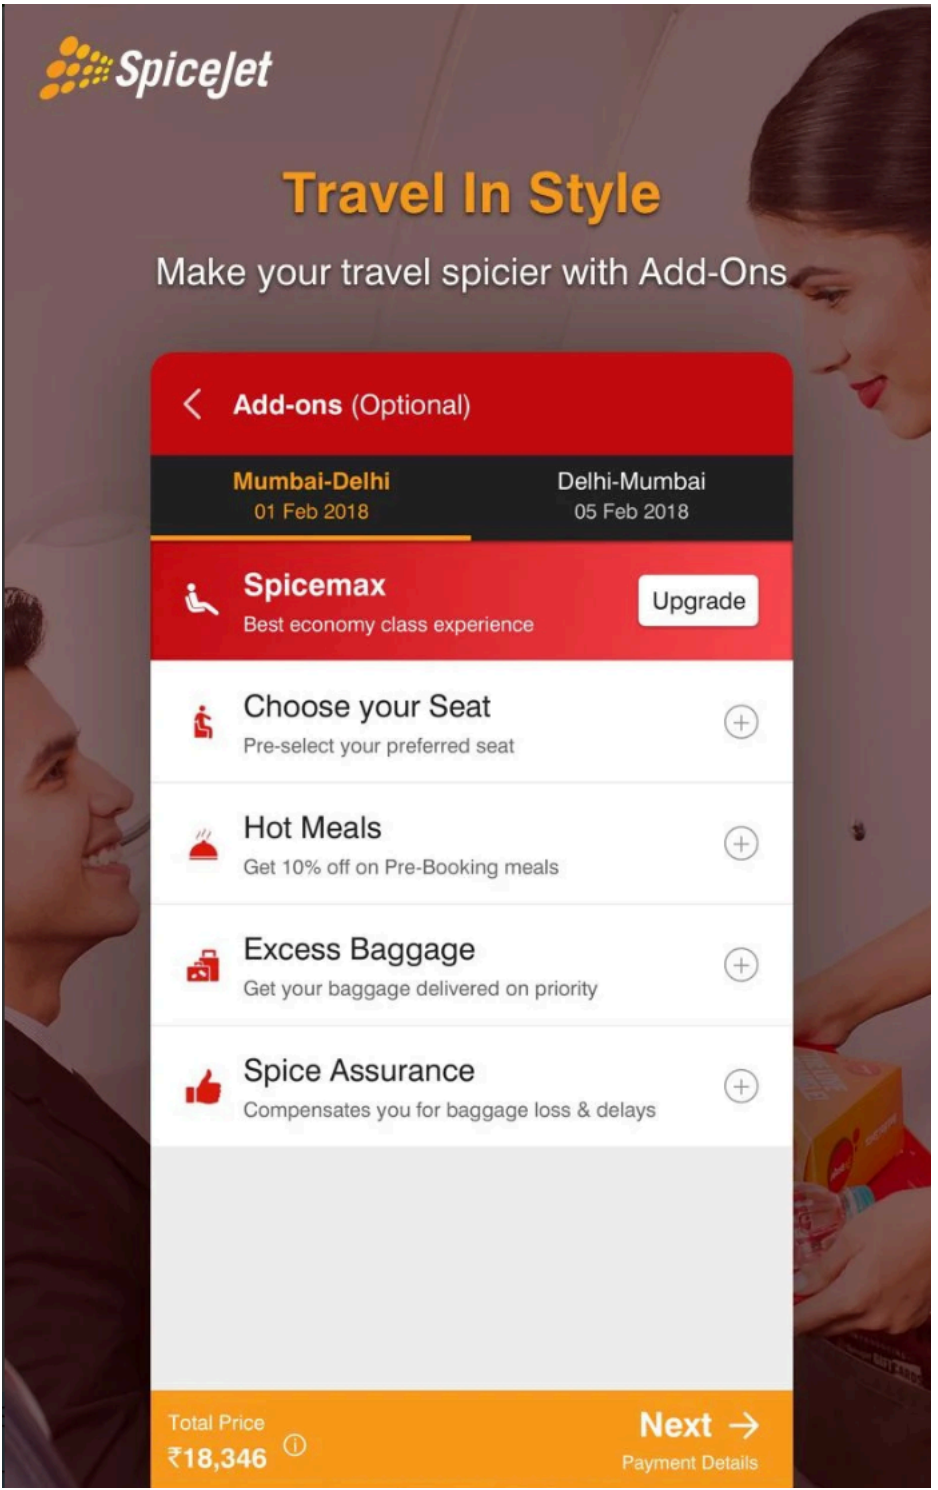 SpiceJet
Travel In Style
Make your travel spicier with Add-Ons
Add-ons (Optional)
Mumbai-Delhi
01 Feb 2018
Delhi-Mumbai
05 Feb 2018
Spicemax
Best economy class experience
Upgrade
Choose your Seat
Pre-select your preferred seat
Hot Meals
Get 10% off on Pre-Booking meals
Excess Baggage
Get your baggage delivered on priority
Spice Assurance
Compensates you for baggage loss & delays
Total Price
₹18,346
Next
Payment Details